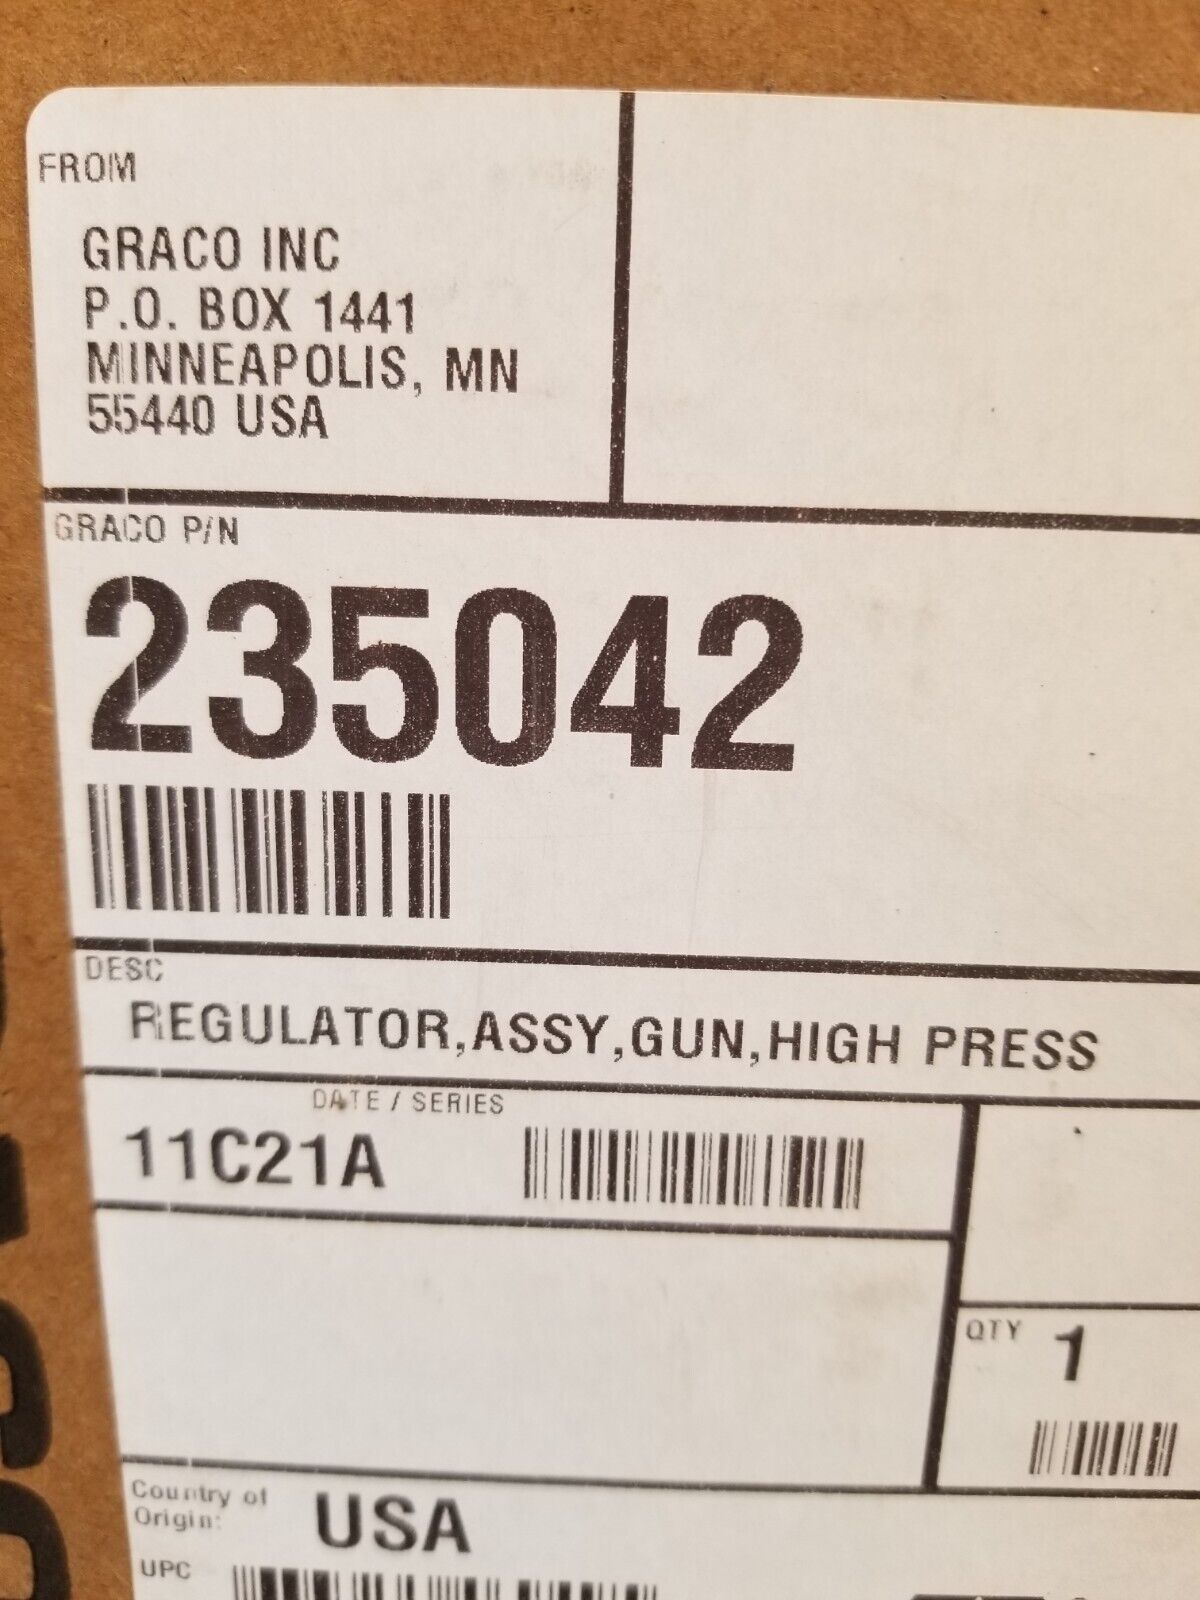 FROM
GRACO INC
P.O. BOX 1441
MINNEAPOLIS, MN
55440 USA
GRACO P/N
235042
DESC
REGULATOR,ASSY,GUN,HIGH PRESS
DATE / SERIES
11C21A
QTY 1
Country of
Origin:
USA
UPC